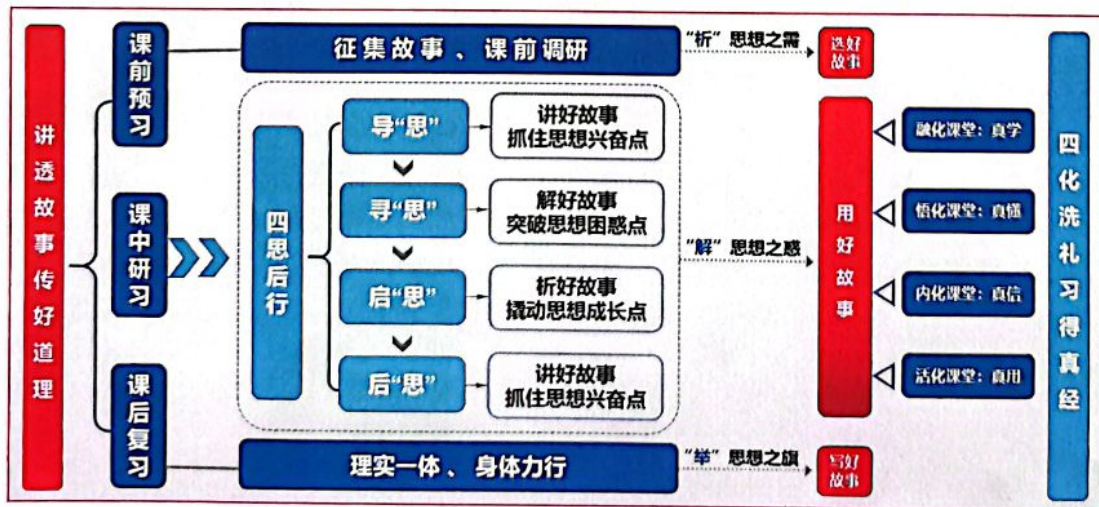 讲透故事传好道理
课前预习
征集故事、课前调研
“析”思想之需
选好
故事
课中研习
四思后行
导“思”
讲好故事
抓住思想兴奋点
寻“思”
解好故事
突破思想困惑点
启“思”
析好故事
撬动思想成长点
后“思”
讲好故事
抓住思想兴奋点
“解”思想之惑
用好故事
融化课堂：真学
悟化课堂：真懂
内化课堂：真信
活化课堂：真用
四化洗礼习得真经
课后复习
理实一体、身体力行
“举”思想之旗
写好
故事